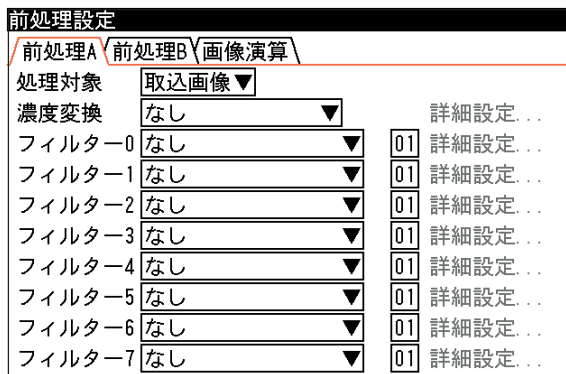 前処理設定
前処理A 前処理B 画像演算
処理対象 取込画像▼
濃度変換 なし ▼ 詳細設定...
フィルター0 なし ▼ 01 詳細設定...
フィルター1 なし ▼ 01 詳細設定...
フィルター2 なし ▼ 01 詳細設定...
フィルター3 なし ▼ 01 詳細設定...
フィルター4 なし ▼ 01 詳細設定...
フィルター5 なし ▼ 01 詳細設定...
フィルター6 なし ▼ 01 詳細設定...
フィルター7 なし ▼ 01 詳細設定...